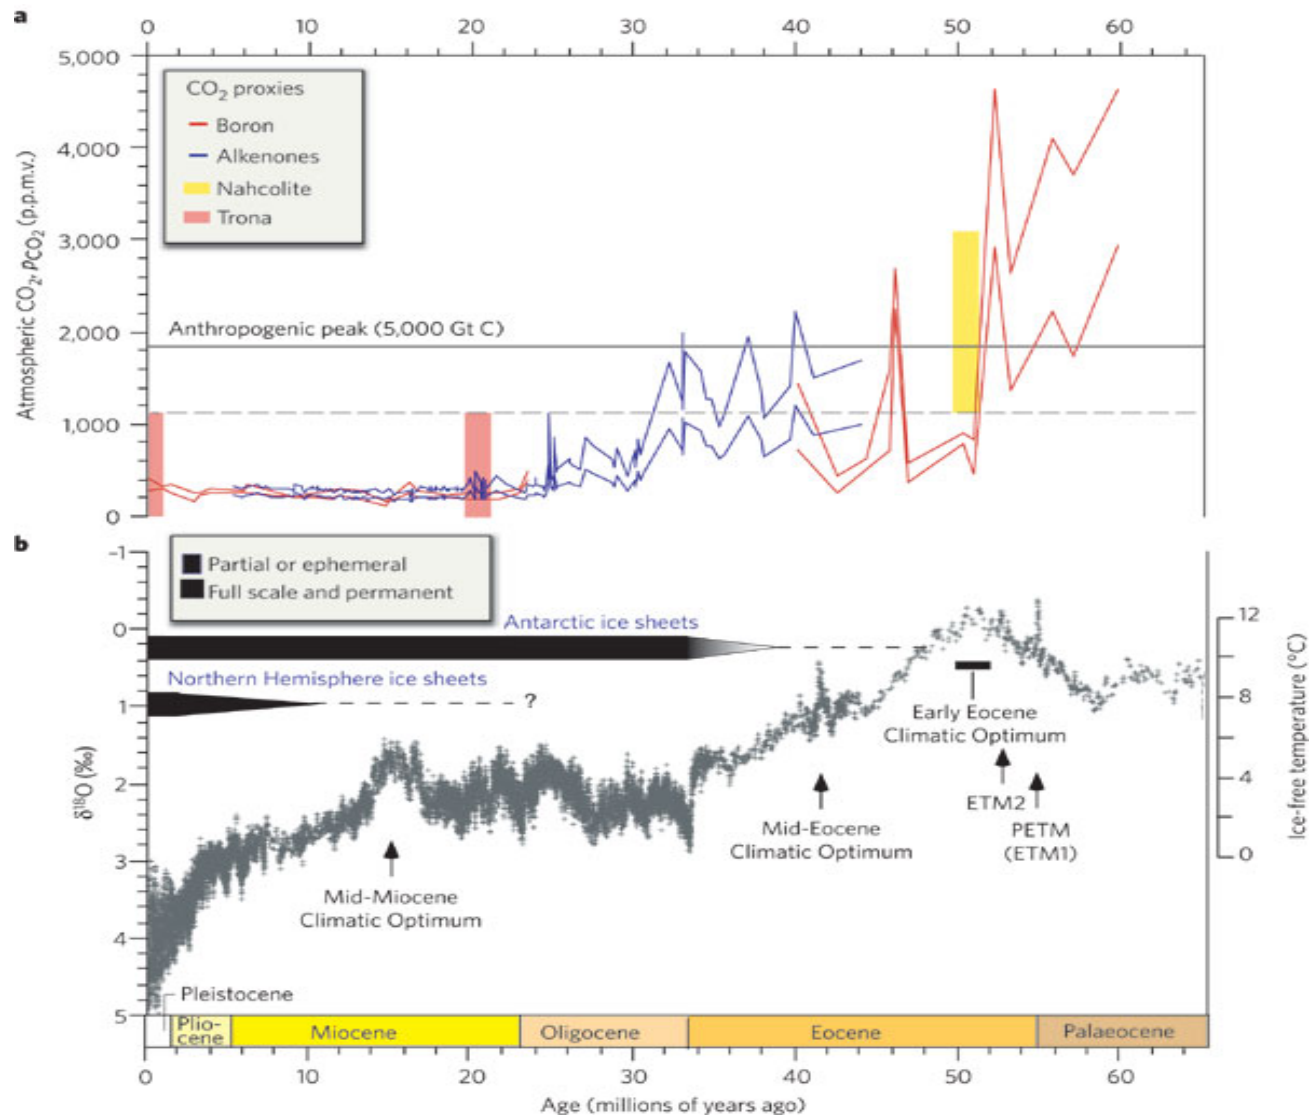 a
0 10 20 30 40 50 60
5,000
4,000
3,000
2,000
1,000
0
Atmospheric CO₂, pCO₂ (p.p.m.v.)
CO₂ proxies
Boron
Alkenones
Nahcolite
Trona
Anthropogenic peak (5,000 Gt C)
b
-1
0
1
2
3
4
5
δ¹⁸O (‰)
Partial or ephemeral
Full scale and permanent
Antarctic ice sheets
Northern Hemisphere ice sheets
?
12
8
4
0
Ice-free temperature (°C)
Early Eocene
Climatic Optimum
ETM2
PETM
(ETM1)
Mid-Eocene
Climatic Optimum
Mid-Miocene
Climatic Optimum
Pleistocene
Plio-
cene
Miocene
Oligocene
Eocene
Palaeocene
0 10 20 30 40 50 60
Age (millions of years ago)